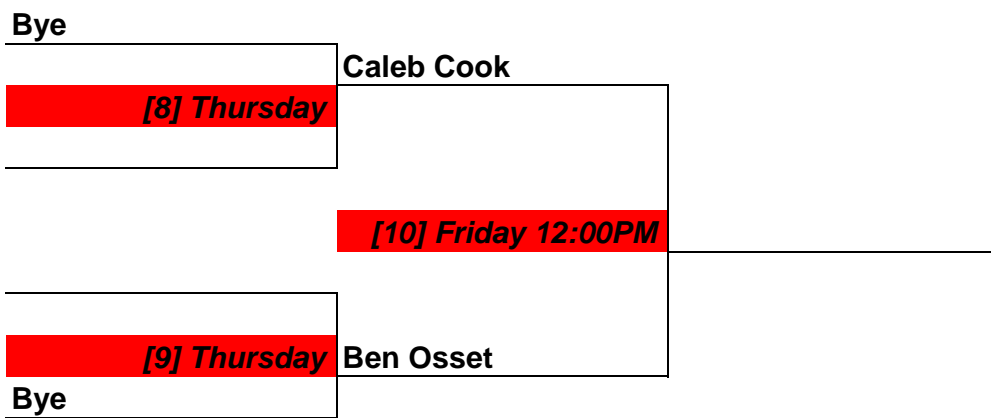 Bye
Caleb Cook
[8] Thursday
[10] Friday 12:00PM
[9] Thursday
Ben Osset
Bye